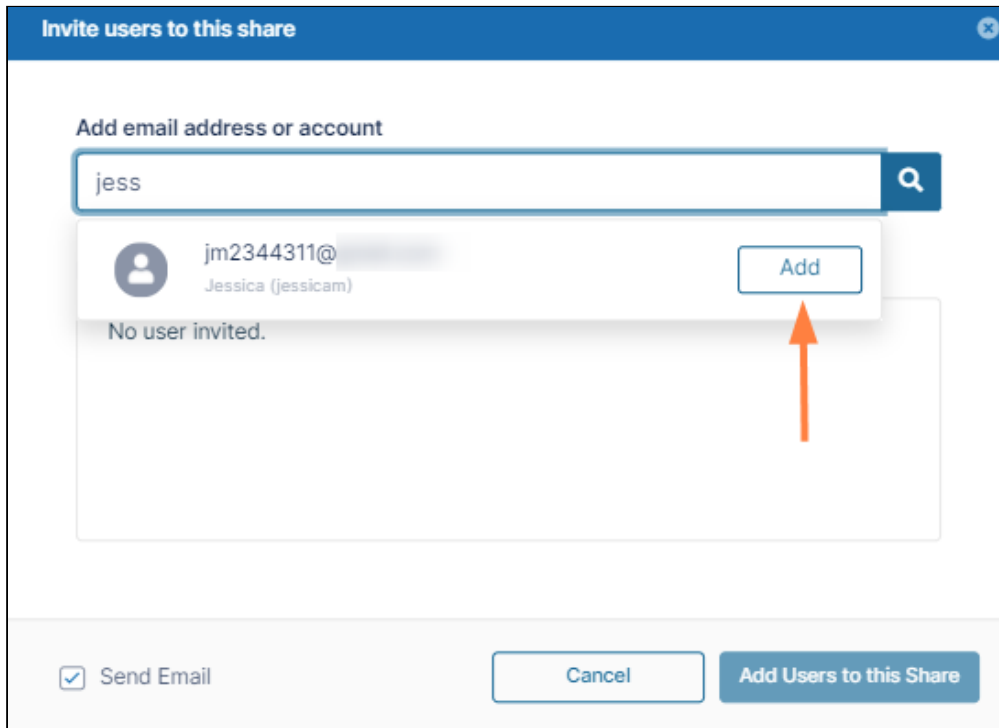 Invite users to this share
Add email address or account
jess
jm2344311@
Jessica (jessicam)
Add
No user invited.
Send Email
Cancel
Add Users to this Share